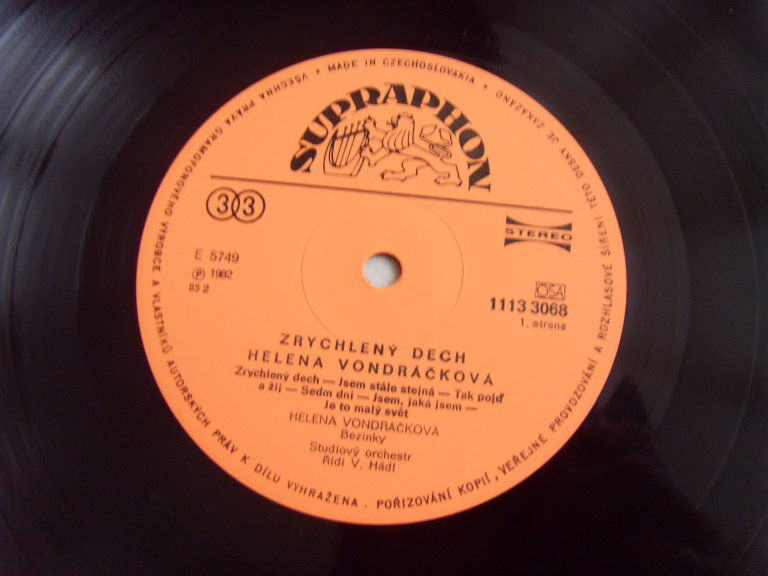 VŠECHNA PRÁVA GRAMOFONOVÉHO VÝROBCE A VLASTNÍKŮ AUTORSKÝCH PRÁV K DÍLU VYHRAŽENA . POŘIZOVÁNÍ KOPIÍ, VEŘEJNÉ PROVOZOVÁNÍ A ROZHLASOVÉ ŠÍŘENÍ TÉTO DESKY JE ZAKÁZÁNO
• MADE IN CZECHOSLOVAKIA •
SUPRAPHON
33
STEREO
E 5749
℗ 1982
55 2
OSA
1113 3068
1. strana
ZRYCHLENÝ DECH
HELENA VONDRÁČKOVÁ
Zrychlený dech — Jsem stále stejná — Tak pojď
a žij — Sedm dní — Jsem, jaká jsem —
Je to malý svět
HELENA VONDRÁČKOVÁ
Bezinky
Studiový orchestr
Řídí V. Hádl